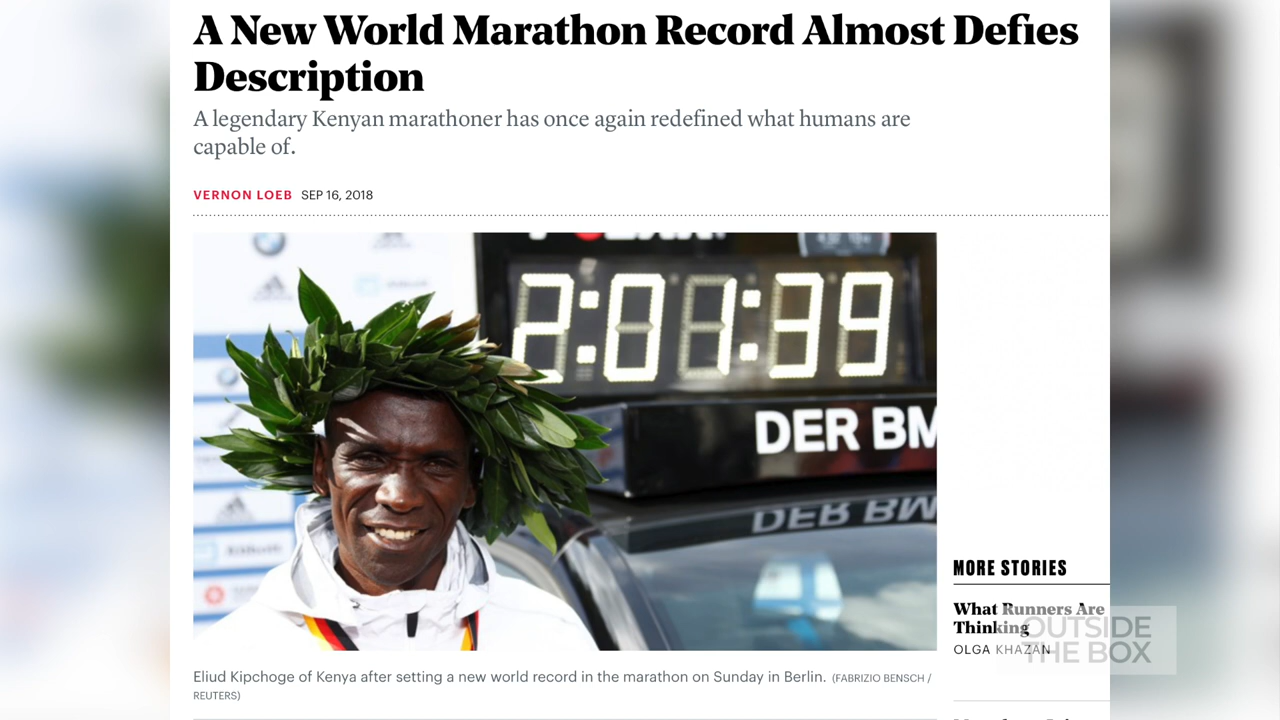 A New World Marathon Record Almost Defies
Description
A legendary Kenyan marathoner has once again redefined what humans are
capable of.
VERNON LOEB SEP 16, 2018
2:01:39
DER BM
DER BM
MORE STORIES
What Runners Are
Thinking
OLGA KHAZAN
OUTSIDE
THE BOX
Eliud Kipchoge of Kenya after setting a new world record in the marathon on Sunday in Berlin. (FABRIZIO BENSCH /
REUTERS)